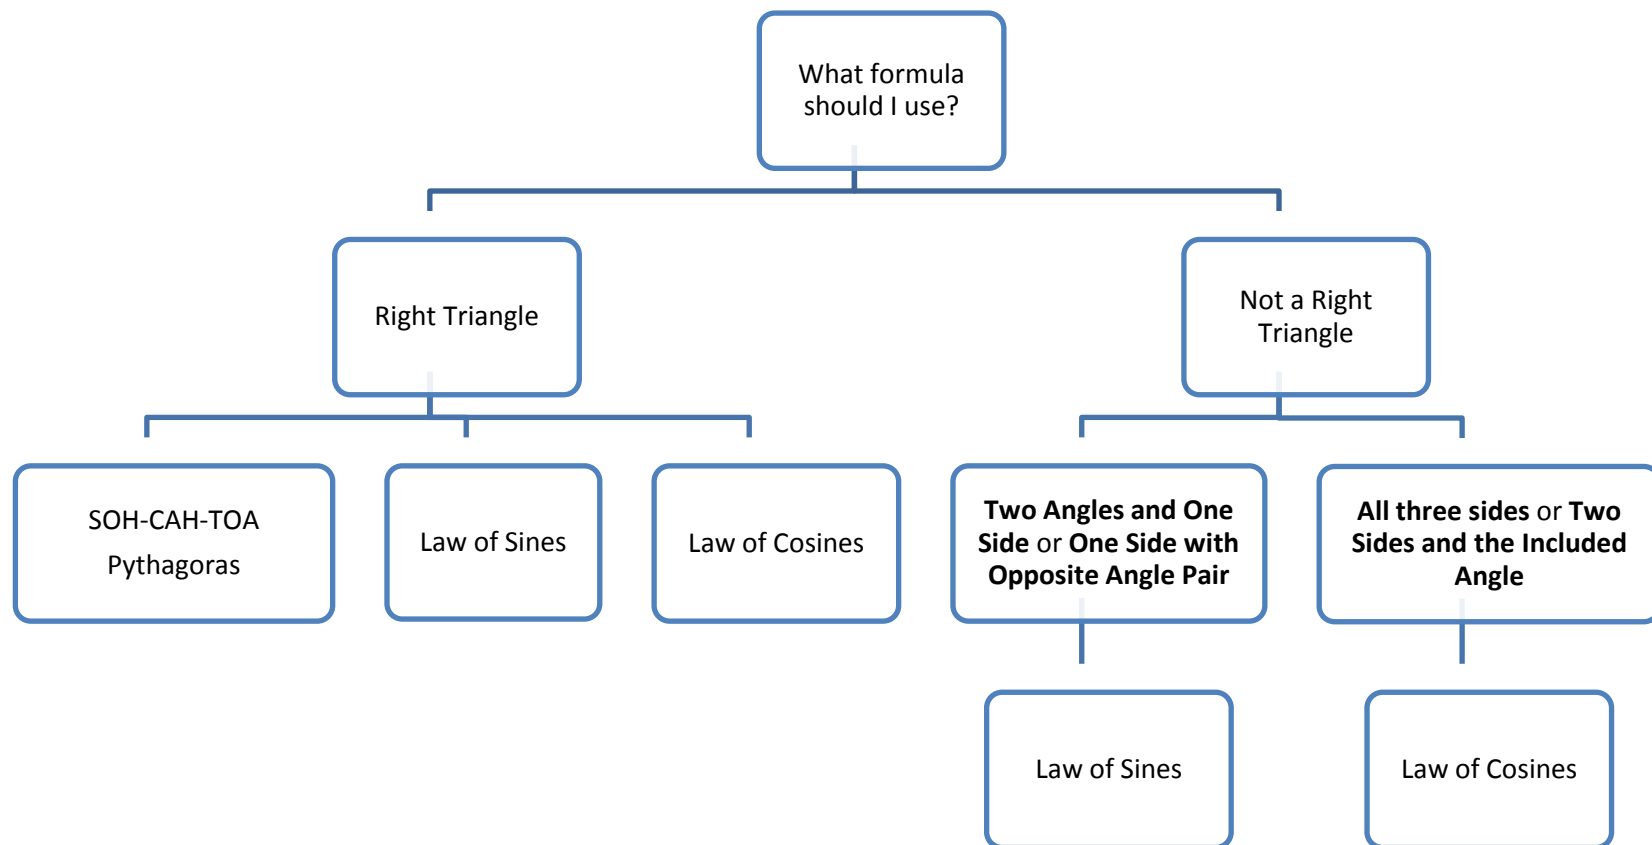 What formula
should I use?
Right Triangle
Not a Right
Triangle
SOH-CAH-TOA
Pythagoras
Law of Sines
Law of Cosines
Two Angles and One
Side or One Side with
Opposite Angle Pair
All three sides or Two
Sides and the Included
Angle
Law of Sines
Law of Cosines